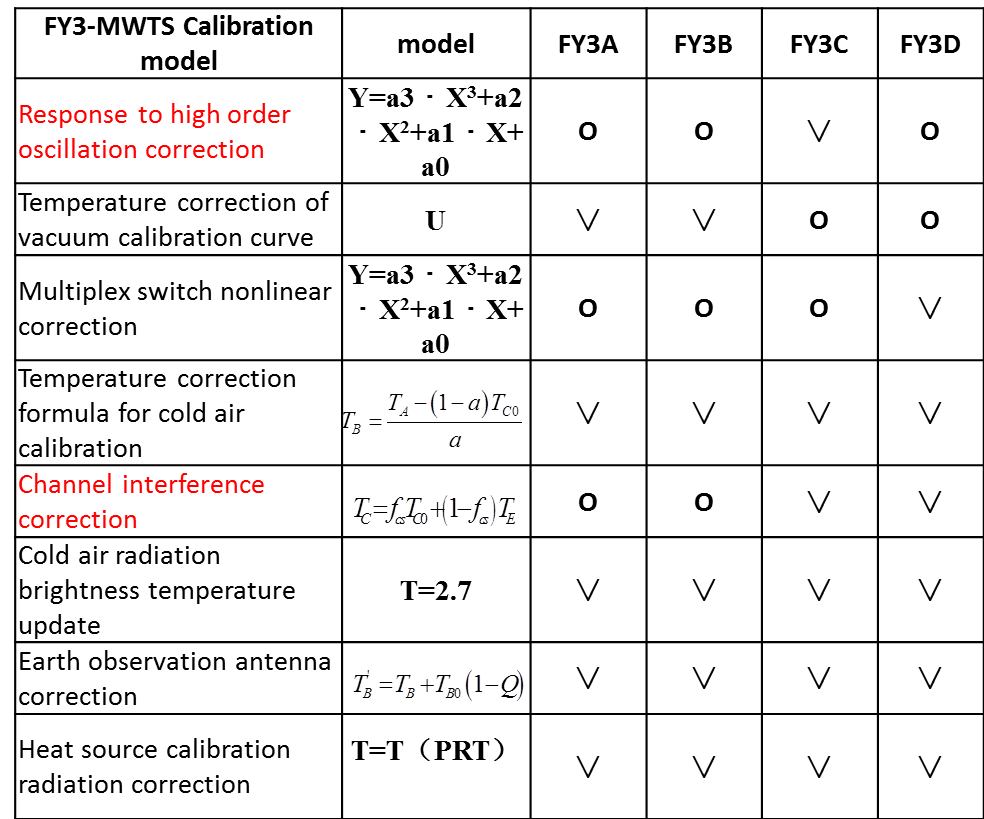 FY3-MWTS Calibration
model
model
FY3A
FY3B
FY3C
FY3D
Response to high order
oscillation correction
Y=a3 · X³+a2
· X²+a1 · X+
a0
O
O
∨
O
Temperature correction of
vacuum calibration curve
U
∨
∨
O
O
Multiplex switch nonlinear
correction
Y=a3 · X³+a2
· X²+a1 · X+
a0
O
O
O
∨
Temperature correction
formula for cold air
calibration
T_B = (T_A−(1−a)T_C0)/a
∨
∨
∨
∨
Channel interference
correction
T_C=f_cs T_C0+(1−f_cs)T_E
O
O
∨
∨
Cold air radiation
brightness temperature
update
T=2.7
∨
∨
∨
∨
Earth observation antenna
correction
T_B' =T_B+T_B0(1−Q)
∨
∨
∨
∨
Heat source calibration
radiation correction
T=T（PRT）
∨
∨
∨
∨